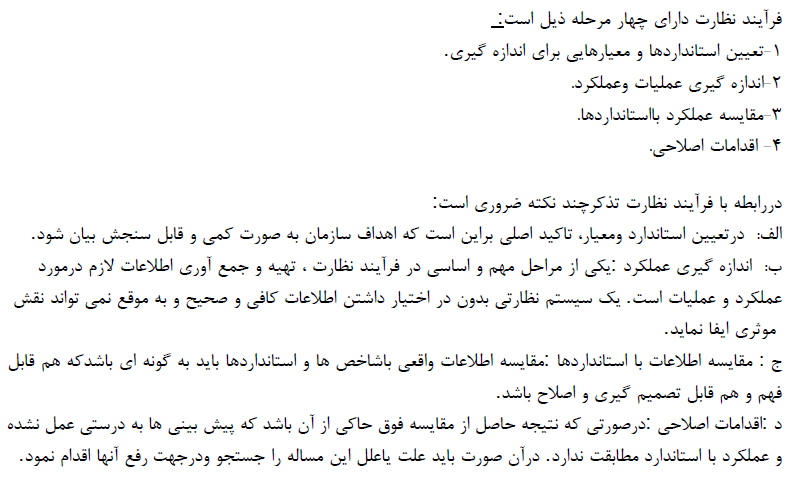 فرآیند نظارت دارای چهار مرحله ذیل است:
۱-تعیین استانداردها و معیارهایی برای اندازه گیری.
۲-اندازه گیری عملیات وعملکرد.
۳-مقایسه عملکرد بااستانداردها.
۴- اقدامات اصلاحی.
دررابطه با فرآیند نظارت تذکرچند نکته ضروری است:
الف: درتعیین استاندارد ومعیار، تاکید اصلی براین است که اهداف سازمان به صورت کمی و قابل سنجش بیان شود.
ب: اندازه گیری عملکرد :یکی از مراحل مهم و اساسی در فرآیند نظارت ، تهیه و جمع آوری اطلاعات لازم درمورد
عملکرد و عملیات است. یک سیستم نظارتی بدون در اختیار داشتن اطلاعات کافی و صحیح و به موقع نمی تواند نقش
موثری ایفا نماید.
ج : مقایسه اطلاعات با استانداردها :مقایسه اطلاعات واقعی باشاخص ها و استانداردها باید به گونه ای باشدکه هم قابل
فهم و هم قابل تصمیم گیری و اصلاح باشد.
د :اقدامات اصلاحی :درصورتی که نتیجه حاصل از مقایسه فوق حاکی از آن باشد که پیش بینی ها به درستی عمل نشده
و عملکرد با استاندارد مطابقت ندارد. درآن صورت باید علت یاعلل این مساله را جستجو ودرجهت رفع آنها اقدام نمود.